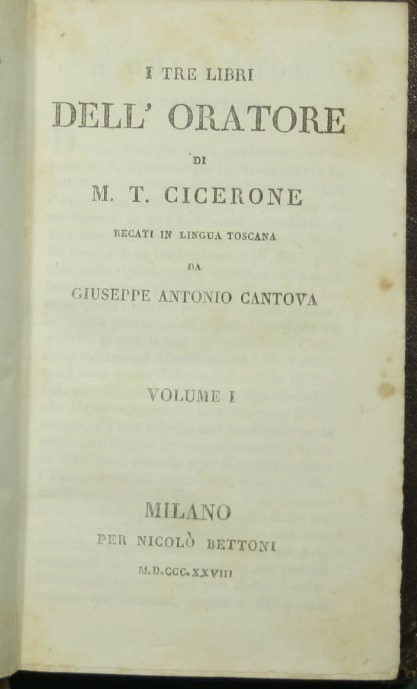 I TRE LIBRI
DELL' ORATORE
DI
M. T. CICERONE
RECATI IN LINGUA TOSCANA
DA
GIUSEPPE ANTONIO CANTOVA
VOLUME I
MILANO
PER NICOLÒ BETTONI
M.D.CCC.XXVIII